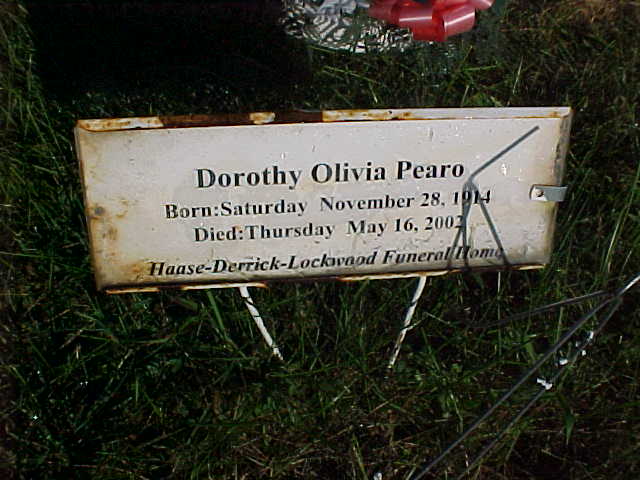 Dorothy Olivia Pearo
Born:Saturday November 28, 1914
Died:Thursday May 16, 2002
Haase-Derrick-Lockwood Funeral Home